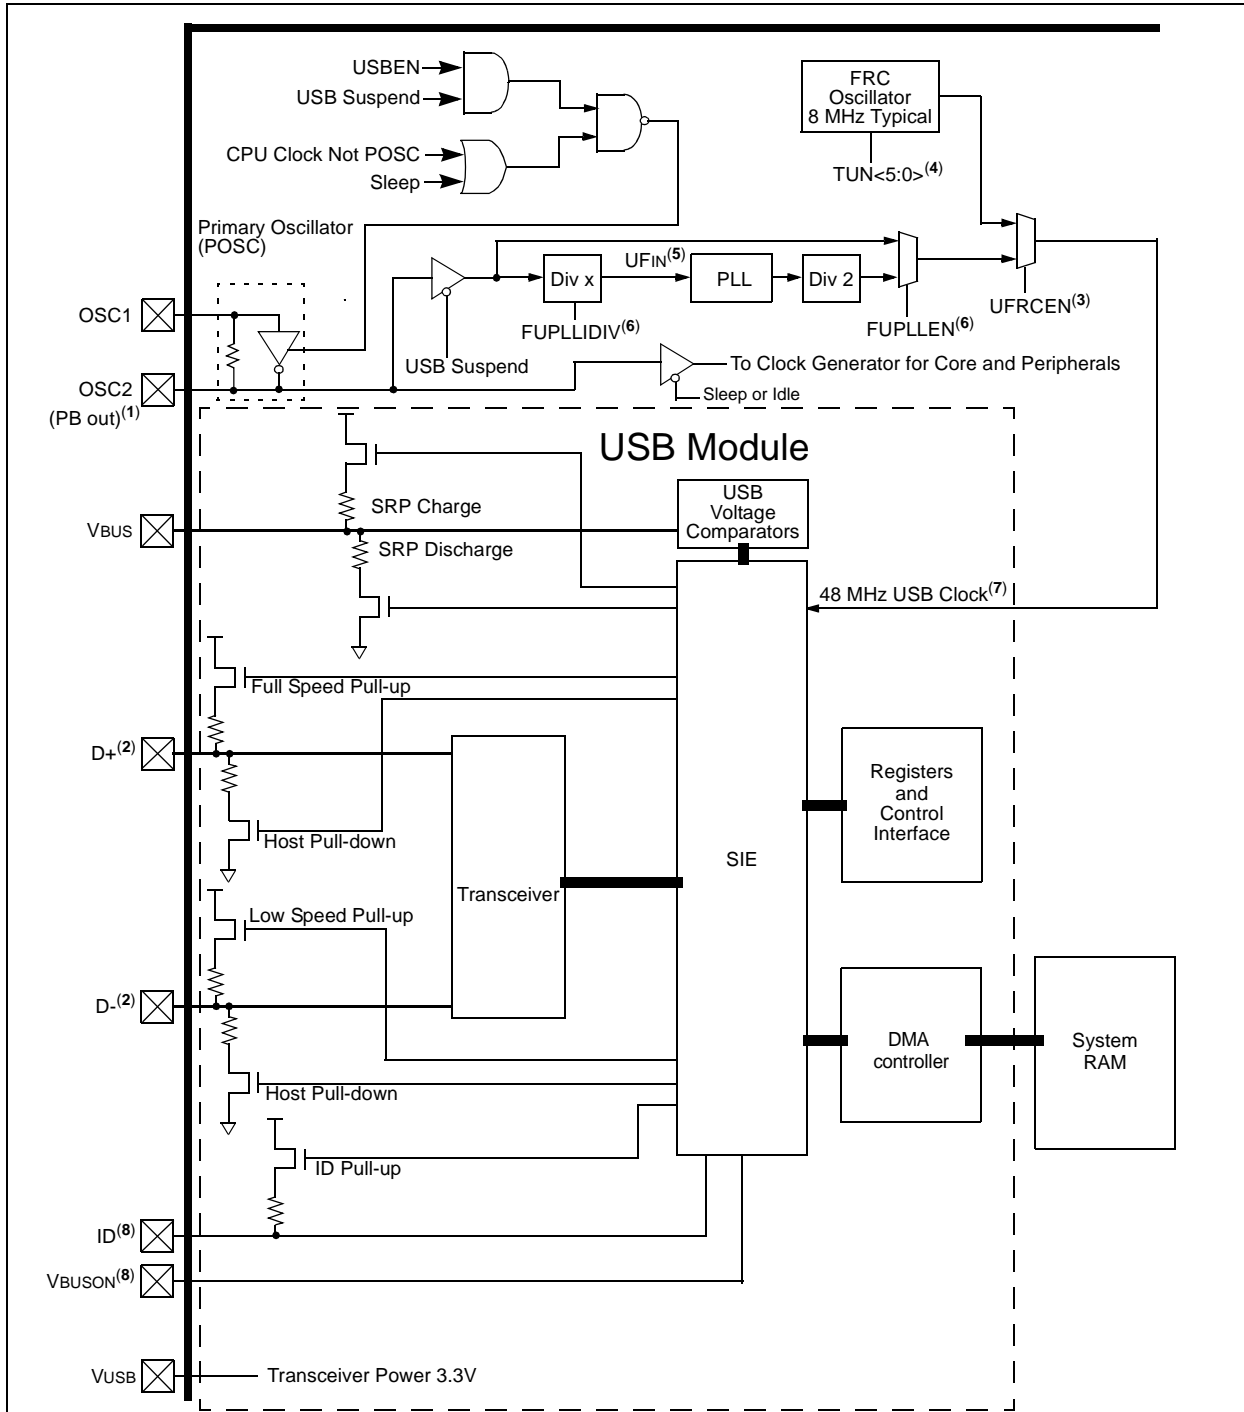 USBEN
USB Suspend
CPU Clock Not POSC
Sleep
FRC
Oscillator
8 MHz Typical
TUN<5:0>(4)
Primary Oscillator
(POSC)
UFIN(5)
Div x
PLL
Div 2
UFRCEN(3)
FUPLLIDIV(6)
FUPLLEN(6)
OSC1
USB Suspend
To Clock Generator for Core and Peripherals
OSC2
(PB out)(1)
Sleep or Idle
USB Module
USB
Voltage
Comparators
SRP Charge
VBUS
SRP Discharge
48 MHz USB Clock(7)
Full Speed Pull-up
D+(2)
Registers
and
Control
Interface
Host Pull-down
SIE
Transceiver
Low Speed Pull-up
D-(2)
DMA
controller
System
RAM
Host Pull-down
ID Pull-up
ID(8)
VBUSON(8)
VUSB
Transceiver Power 3.3V